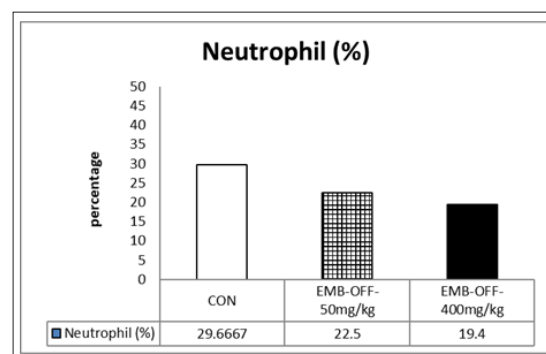 Neutrophil (%)
percentage
50
45
40
35
30
25
20
15
10
5
0
CON
EMB-OFF-
50mg/kg
EMB-OFF-
400mg/kg
Neutrophil (%) 29.6667 22.5 19.4